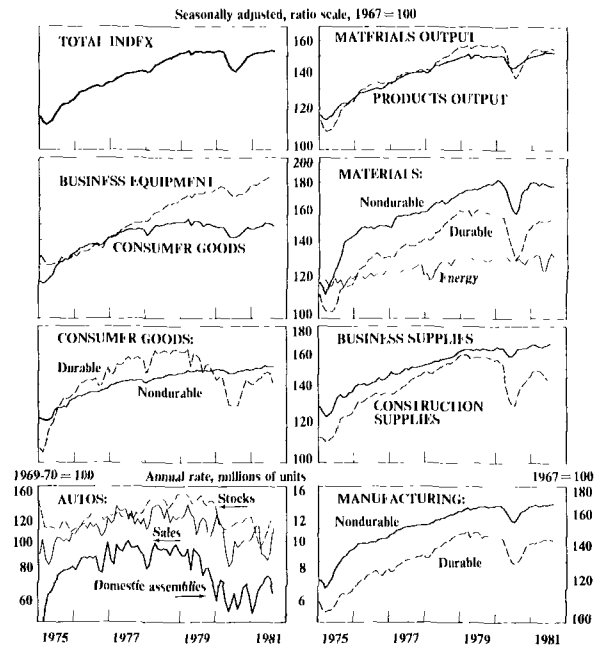 Seasonally adjusted, ratio scale, 1967=100
TOTAL INDEX
160
140
120
100
MATERIALS OUTPUT
PRODUCTS OUTPUT
BUSINESS EQUIPMENT
CONSUMER GOODS
200
180
160
140
120
100
MATERIALS:
Nondurable
Durable
Energy
CONSUMER GOODS:
Durable
Nondurable
180
160
140
120
100
BUSINESS SUPPLIES
CONSTRUCTION
SUPPLIES
1969-70=100
Annual rate, millions of units
1967=100
160
120
100
80
60
AUTOS:
Stocks
Sales
Domestic assemblies
16
12
10
8
6
MANUFACTURING:
Nondurable
Durable
180
160
140
120
100
1975 1977 1979 1981 1975 1977 1979 1981